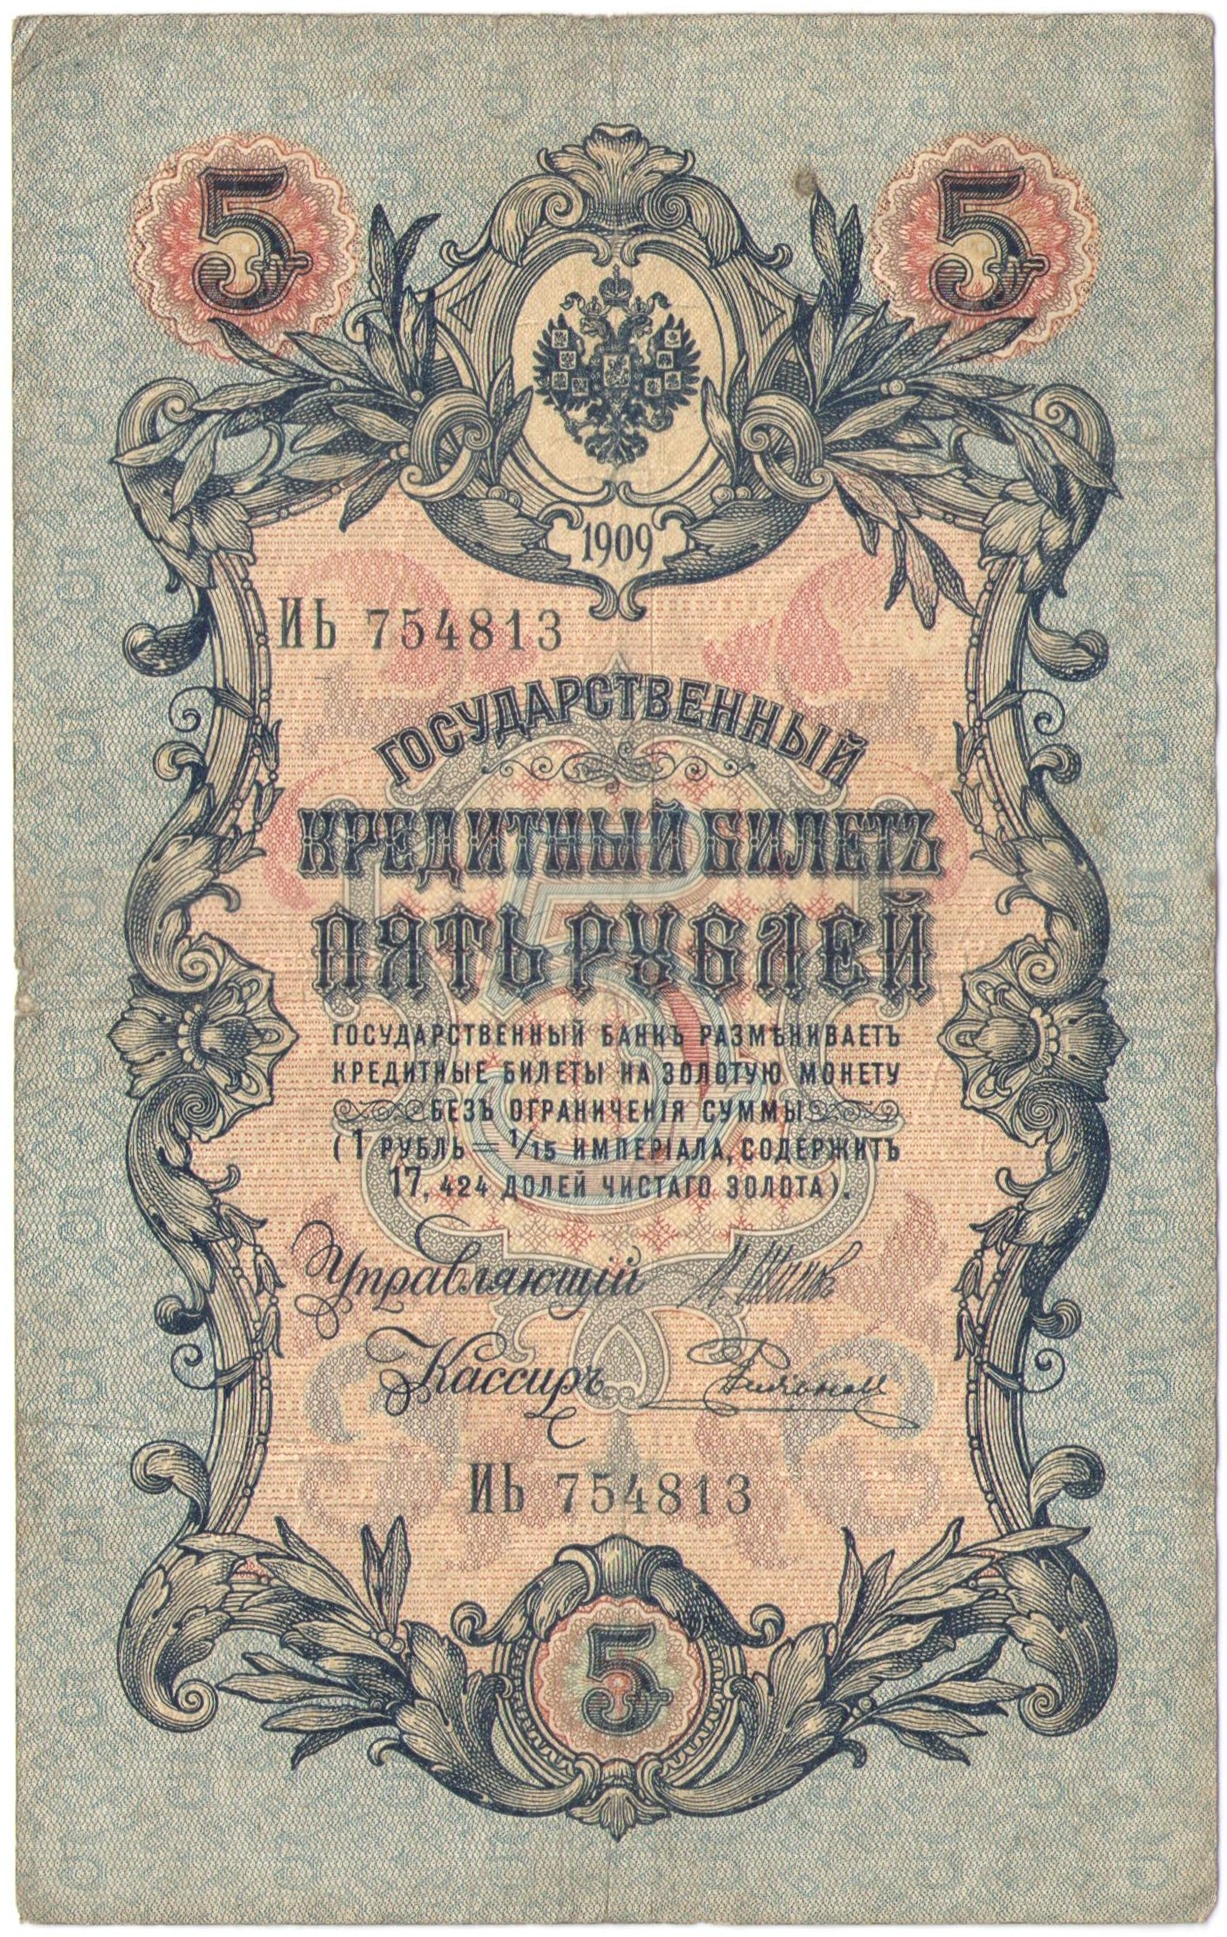 5 5
1909
ИЬ 754813
ГОСУДАРСТВЕННЫЙ
КРЕДИТНЫЙ БИЛЕТЪ
ПЯТЬ РУБЛЕЙ
ГОСУДАРСТВЕННЫЙ БАНКЪ РАЗМѢНИВАЕТЪ
КРЕДИТНЫЕ БИЛЕТЫ НА ЗОЛОТУЮ МОНЕТУ
БЕЗЪ ОГРАНИЧЕНІЯ СУММЫ
(1 РУБЛЬ = 1/15 ИМПЕРІАЛА, СОДЕРЖИТЪ
17,424 ДОЛЕЙ ЧИСТАГО ЗОЛОТА).
Управляющій И Шипов
Кассиръ
ИЬ 754813
5